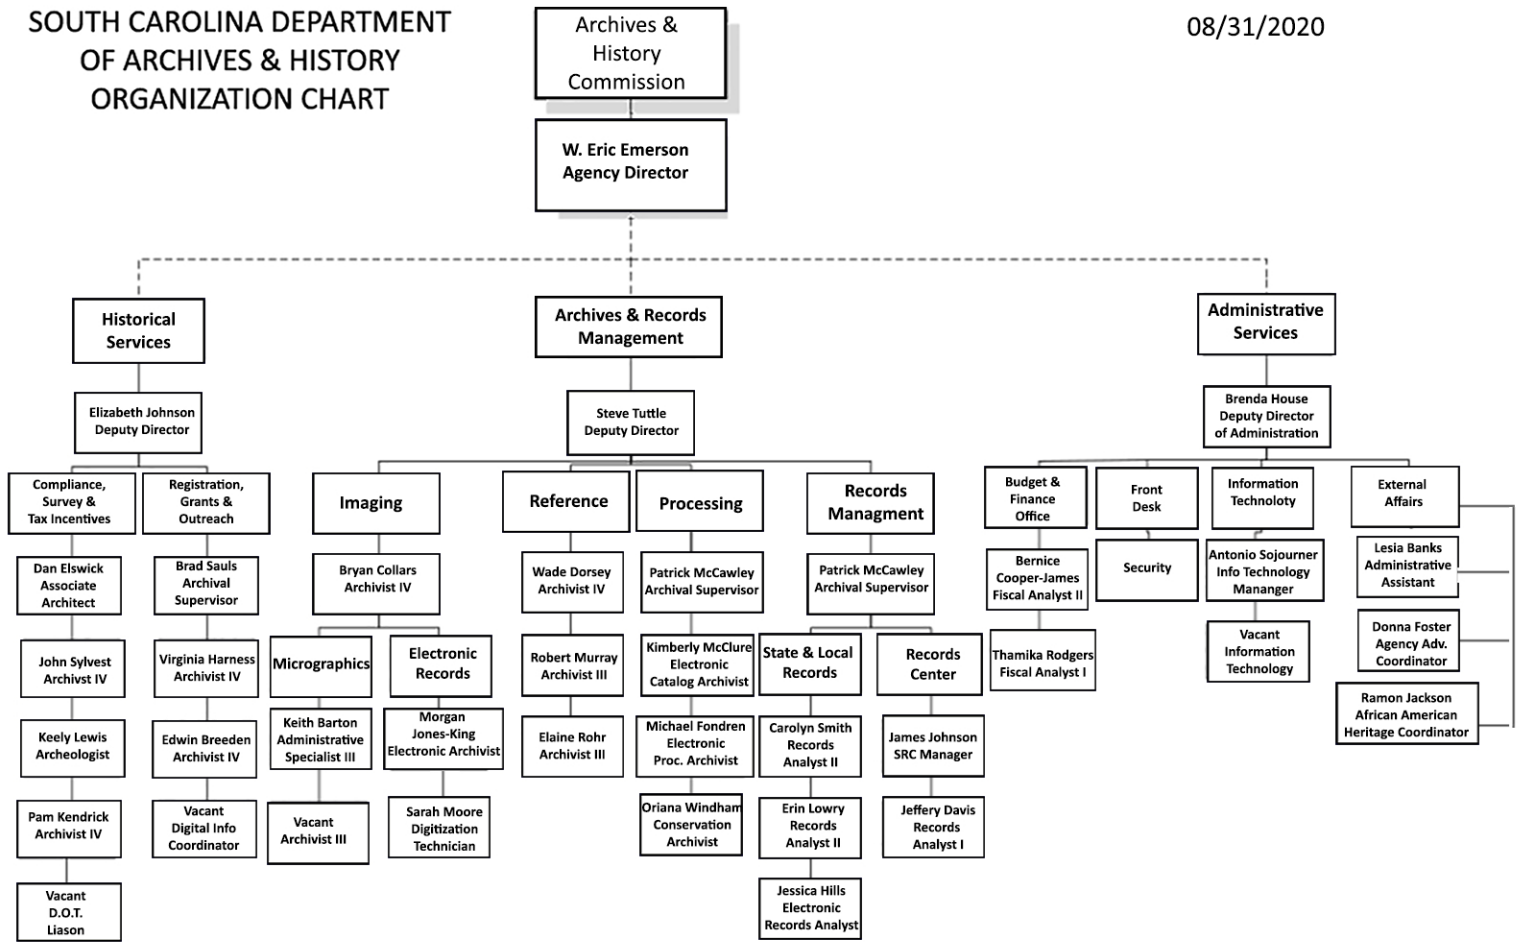 SOUTH CAROLINA DEPARTMENT
OF ARCHIVES & HISTORY
ORGANIZATION CHART
08/31/2020
Archives &
History
Commission
W. Eric Emerson
Agency Director
Historical
Services
Archives & Records
Management
Administrative
Services
Elizabeth Johnson
Deputy Director
Steve Tuttle
Deputy Director
Brenda House
Deputy Director
of Administration
Compliance,
Survey &
Tax Incentives
Registration,
Grants &
Outreach
Imaging
Reference
Processing
Records
Managment
Budget &
Finance
Office
Front
Desk
Information
Technoloty
External
Affairs
Dan Elswick
Associate
Architect
Brad Sauls
Archival
Supervisor
Bryan Collars
Archivist IV
Wade Dorsey
Archivist IV
Patrick McCawley
Archival Supervisor
Patrick McCawley
Archival Supervisor
Bernice
Cooper-James
Fiscal Analyst II
Security
Antonio Sojourner
Info Technology
Mananger
Lesia Banks
Administrative
Assistant
John Sylvest
Archivst IV
Virginia Harness
Archivist IV
Micrographics
Electronic
Records
Robert Murray
Archivist III
Kimberly McClure
Electronic
Catalog Archivist
State & Local
Records
Records
Center
Thamika Rodgers
Fiscal Analyst I
Vacant
Information
Technology
Donna Foster
Agency Adv.
Coordinator
Keely Lewis
Archeologist
Edwin Breeden
Archivist IV
Keith Barton
Administrative
Specialist III
Morgan
Jones-King
Electronic Archivist
Elaine Rohr
Archivist III
Michael Fondren
Electronic
Proc. Archivist
Carolyn Smith
Records
Analyst II
James Johnson
SRC Manager
Ramon Jackson
African American
Heritage Coordinator
Pam Kendrick
Archivist IV
Vacant
Digital Info
Coordinator
Vacant
Archivist III
Sarah Moore
Digitization
Technician
Oriana Windham
Conservation
Archivist
Erin Lowry
Records
Analyst II
Jeffery Davis
Records
Analyst I
Vacant
D.O.T.
Liason
Jessica Hills
Electronic
Records Analyst